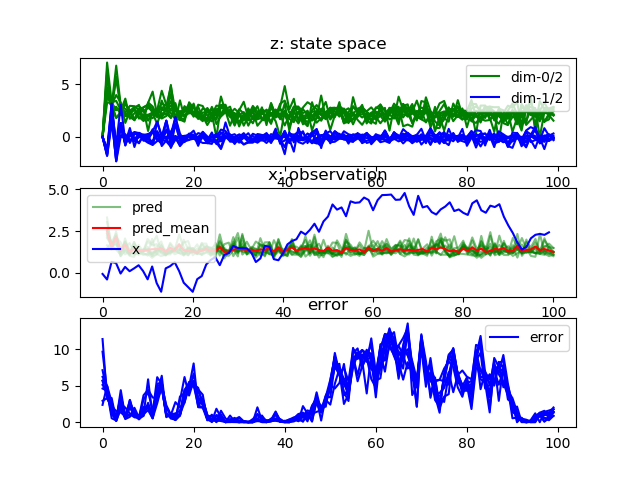 z: state space
5
0
dim-0/2
dim-1/2
0 20 40 60 80 100
x: observation
5.0
2.5
0.0
pred
pred_mean
x
0 20 40 60 80 100
error
10
5
0
error
0 20 40 60 80 100